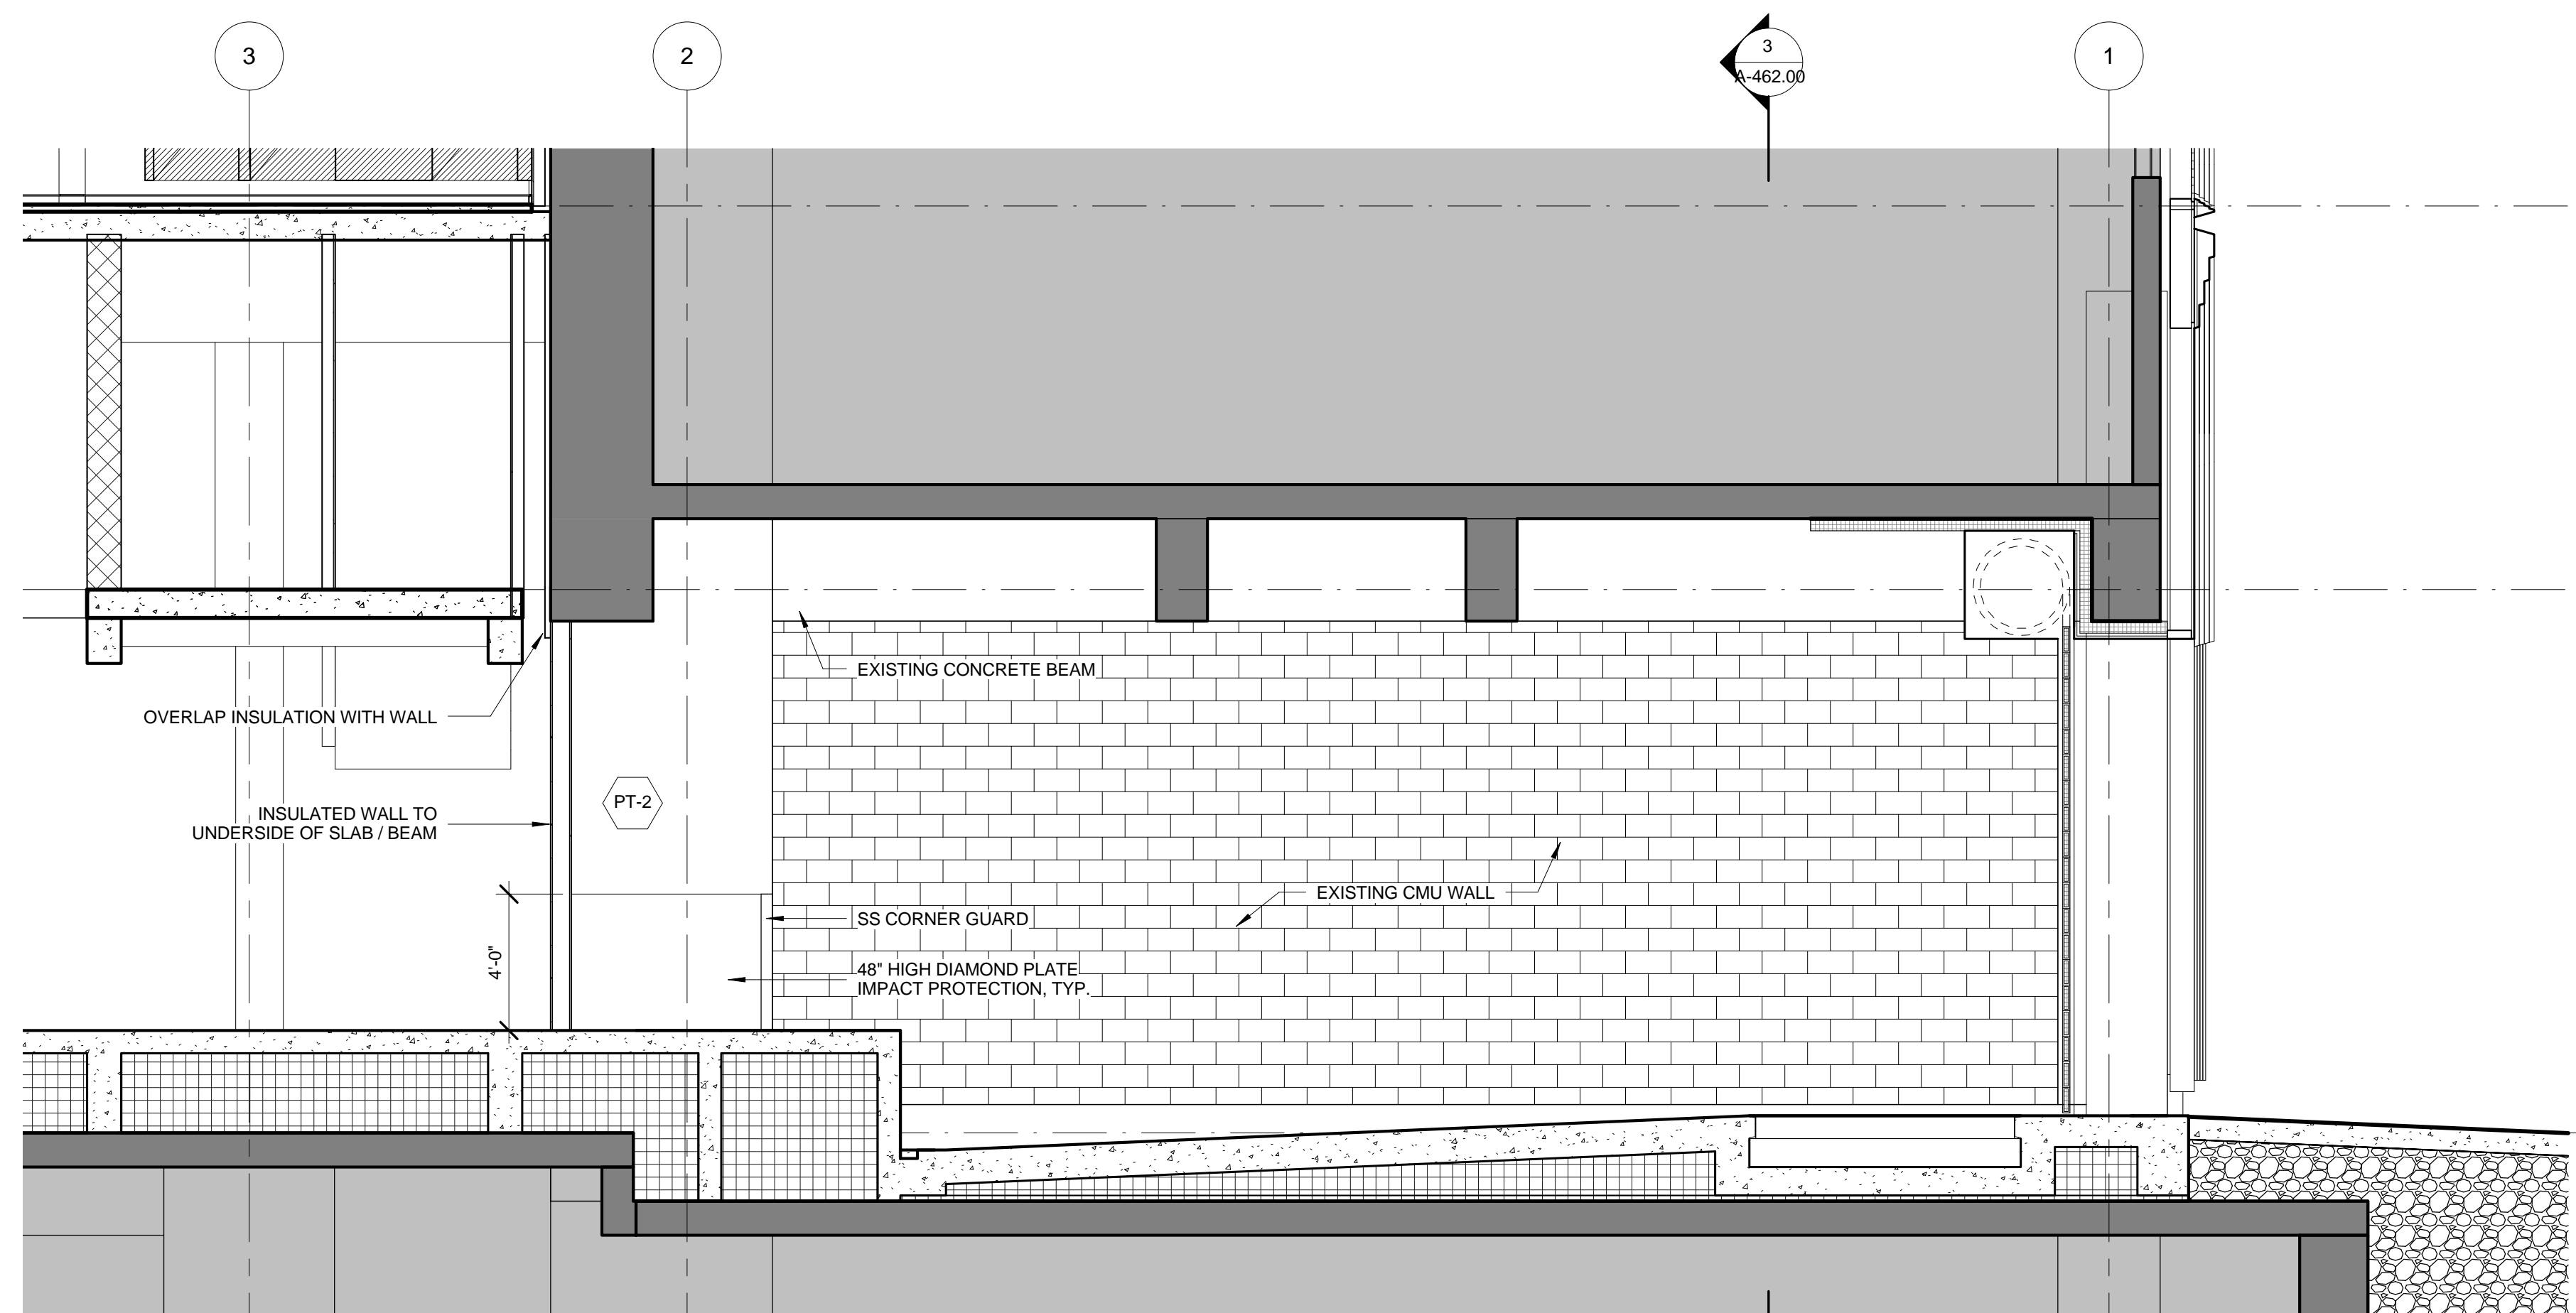 3
2
3
A-462.00
1
EXISTING CONCRETE BEAM
OVERLAP INSULATION WITH WALL
PT-2
INSULATED WALL TO
UNDERSIDE OF SLAB / BEAM
EXISTING CMU WALL
SS CORNER GUARD
4'-0"
48" HIGH DIAMOND PLATE
IMPACT PROTECTION, TYP.